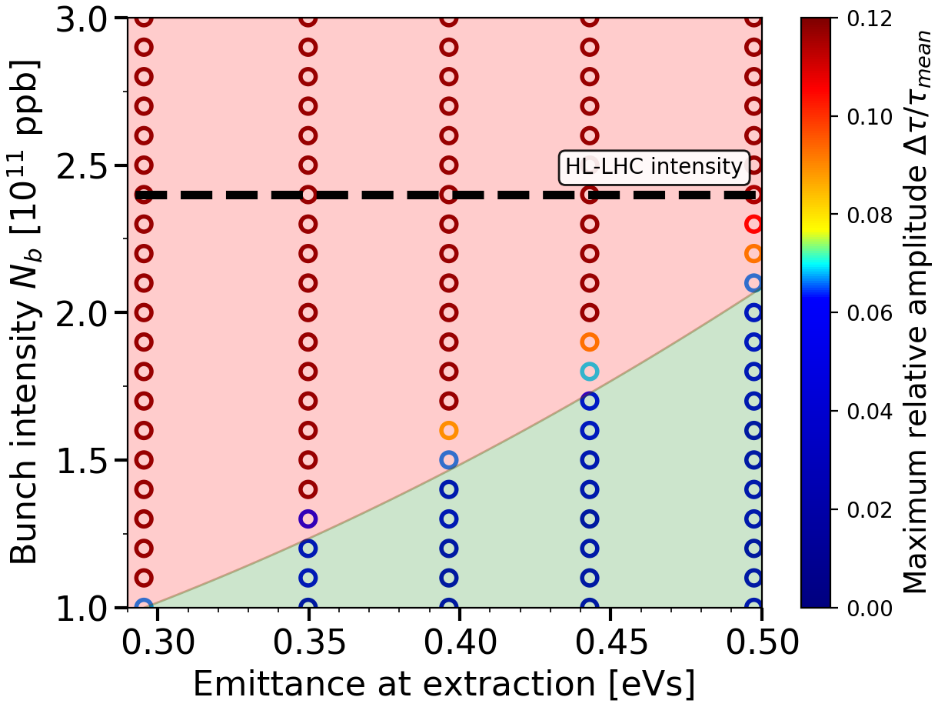 3.0
2.5
2.0
1.5
1.0
Bunch intensity N_b [10^11 ppb]
HL-LHC intensity
0.30 0.35 0.40 0.45 0.50
Emittance at extraction [eVs]
0.12
0.10
0.08
0.06
0.04
0.02
0.00
Maximum relative amplitude Δτ/τ_mean